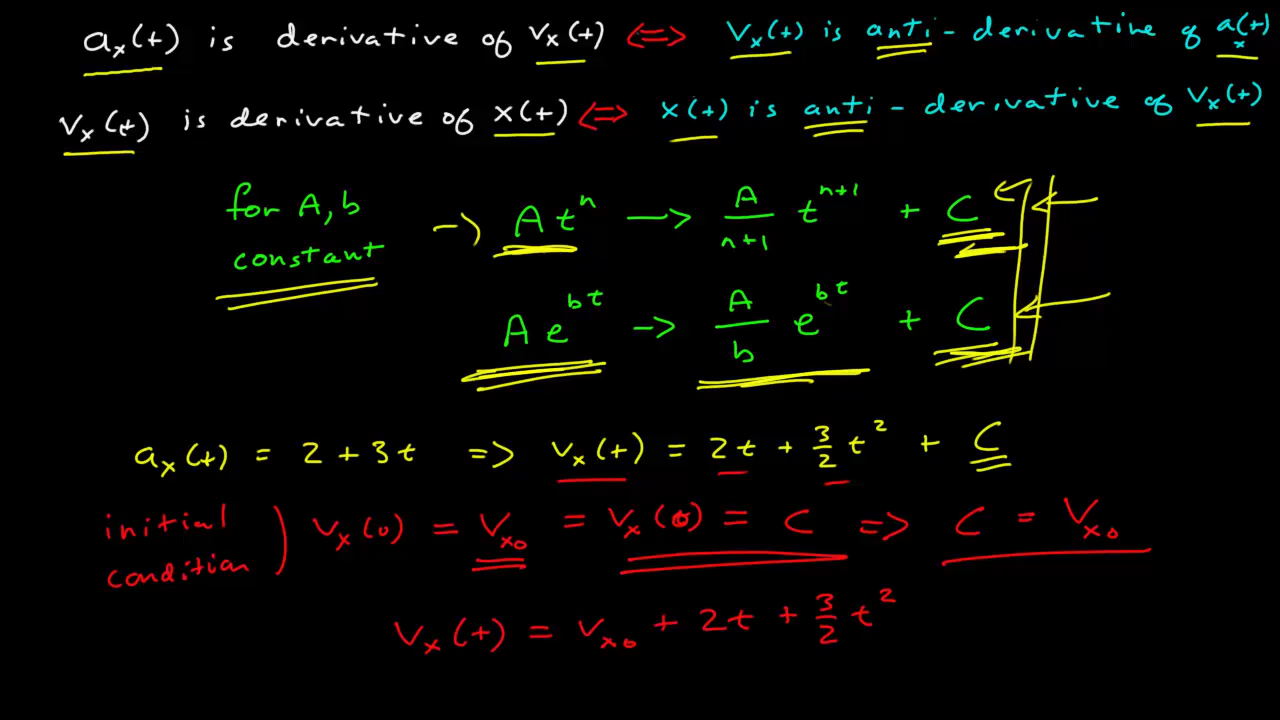 aₓ(t) is derivative of vₓ(t) <=> vₓ(t) is anti-derivative of aₓ(t)
vₓ(t) is derivative of x(t) <=> x(t) is anti-derivative of vₓ(t)
for A, b constant -> A tⁿ -> A/(n+1) tⁿ⁺¹ + C
A e^(bt) -> A/b e^(bt) + C
aₓ(t) = 2 + 3t => vₓ(t) = 2t + 3/2 t² + C
initial condition) vₓ(0) = vₓ₀ = vₓ(0) = C => C = vₓ₀
vₓ(t) = vₓ₀ + 2t + 3/2 t²